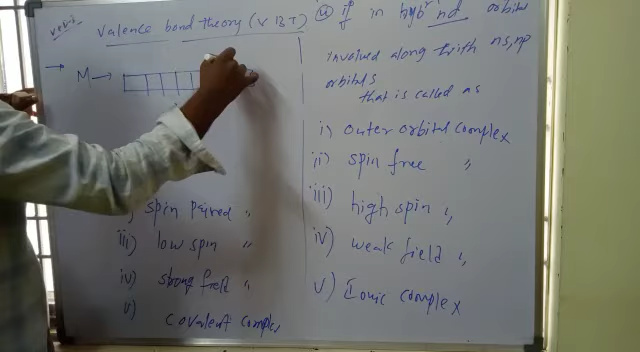 Valence bond theory (VBT)
M →
i) spin paired "
iii) low spin "
iv) strong field "
v) covalent complex
if in hybr nd orbital
involved along with ns, np
orbitals
that is called as
i) outer orbital complex
ii) spin free "
iii) high spin "
iv) weak field "
v) Ionic complex